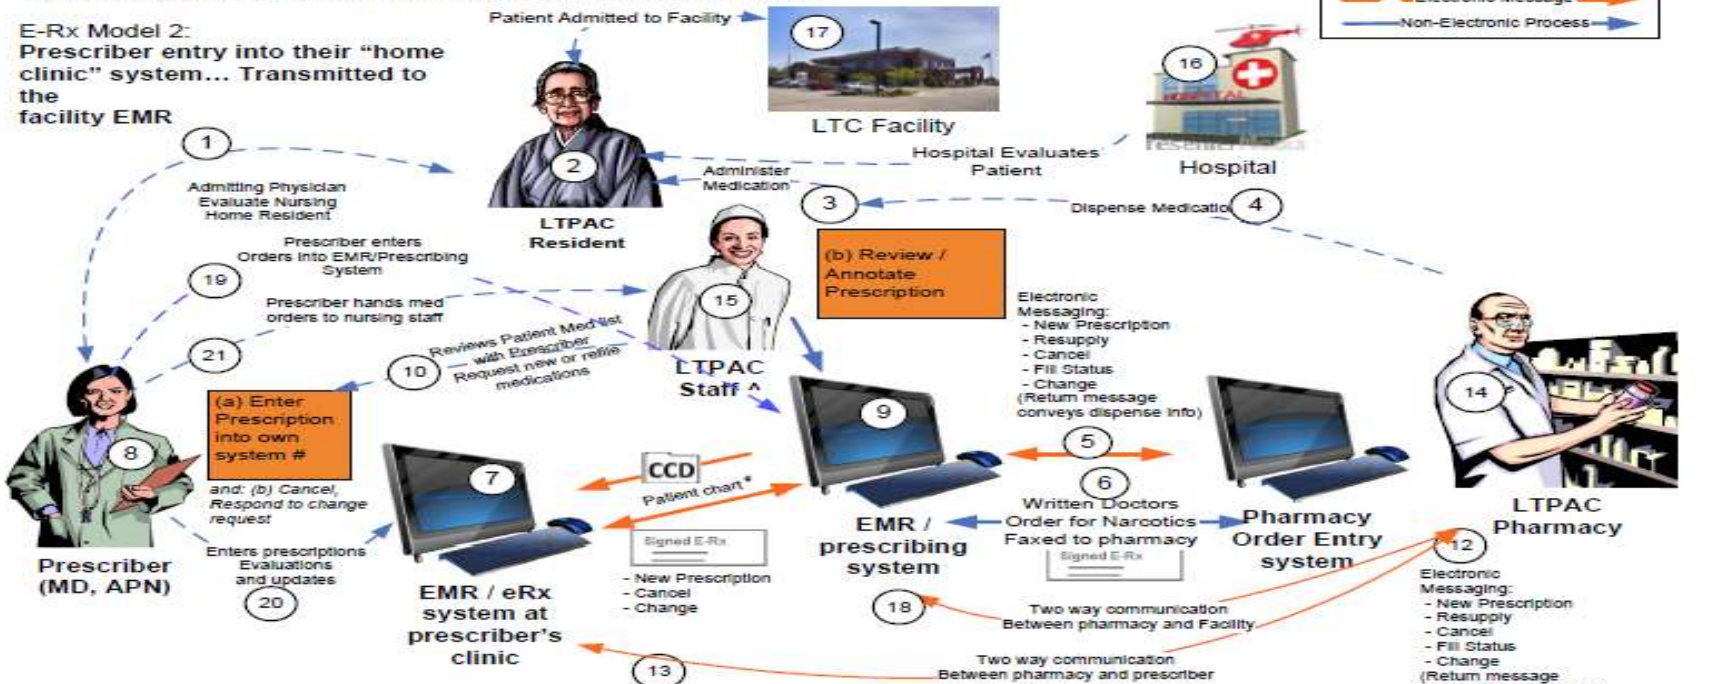 E-Rx Model 2:
Prescriber entry into their “home
clinic” system... Transmitted to
the
facility EMR
Patient Admitted to Facility
17
LTC Facility
16
HOSPITAL
Hospital
Electronic Message
Non-Electronic Process
1
Admitting Physician
Evaluate Nursing
Home Resident
2
LTPAC
Resident
Hospital Evaluates
Patient
Administer
Medication
3
Dispense Medicatio
4
19
Prescriber enters
Orders into EMR/Prescribing
System
Prescriber hands med
orders to nursing staff
21
15
LTPAC
Staff ^
(b) Review /
Annotate
Prescription
10
Reviews Patient Med list
with Prescriber
Request new or refile
medications
Electronic
Messaging:
- New Prescription
- Resupply
- Cancel
- Fill Status
- Change
(Return message
conveys dispense info)
5
6
Written Doctors
Order for Narcotics
Faxed to pharmacy
Signed E-Rx
8
Prescriber
(MD, APN)
(a) Enter
Prescription
into own
system #
and: (b) Cancel,
Respond to change
request
Enters prescriptions
Evaluations
and updates
20
7
EMR / eRx
system at
prescriber’s
clinic
CCD
Patient chart*
Signed E-Rx
- New Prescription
- Cancel
- Change
9
EMR /
prescribing
system
18
Pharmacy
Order Entry
system
14
LTPAC
Pharmacy
12
Electronic
Messaging:
- New Prescription
- Resupply
- Cancel
- Fill Status
- Change
(Return message
Two way communication
Between pharmacy and Facility
13
Two way communication
Between pharmacy and prescriber